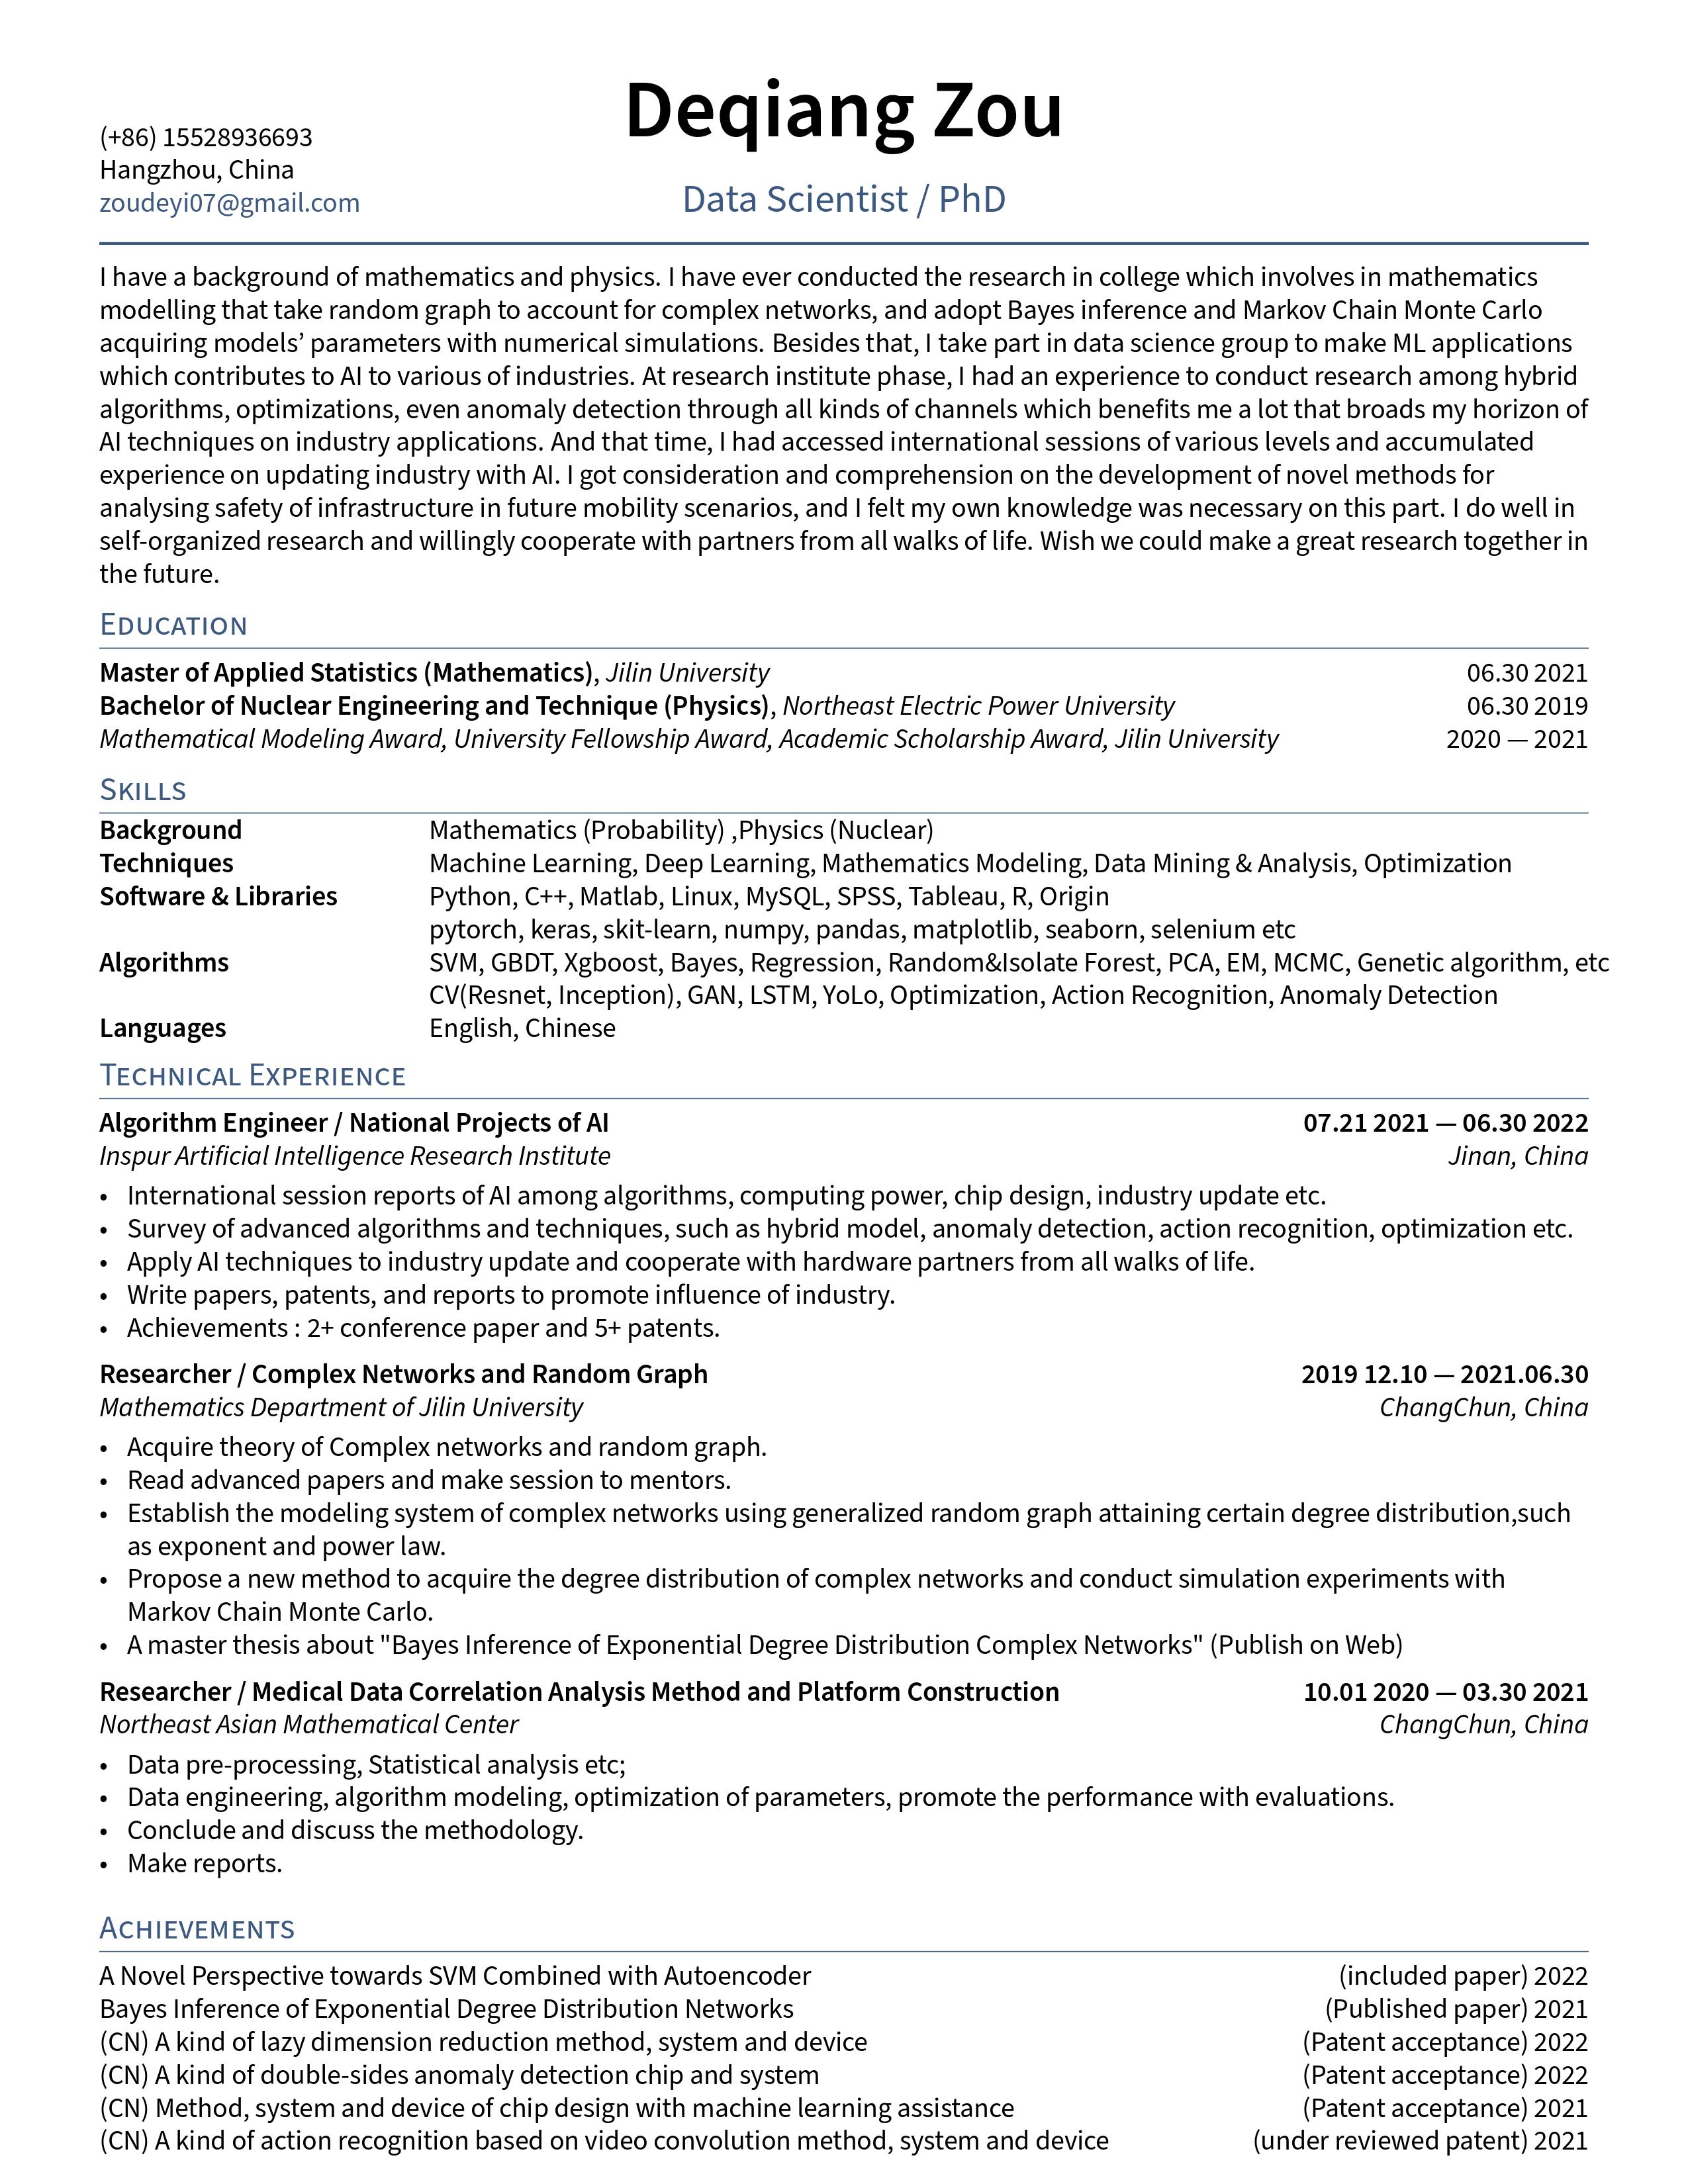 Deqiang Zou
(+86) 15528936693
Hangzhou, China
zoudeyi07@gmail.com
Data Scientist / PhD
I have a background of mathematics and physics. I have ever conducted the research in college which involves in mathematics
modelling that take random graph to account for complex networks, and adopt Bayes inference and Markov Chain Monte Carlo
acquiring models’ parameters with numerical simulations. Besides that, I take part in data science group to make ML applications
which contributes to AI to various of industries. At research institute phase, I had an experience to conduct research among hybrid
algorithms, optimizations, even anomaly detection through all kinds of channels which benefits me a lot that broads my horizon of
AI techniques on industry applications. And that time, I had accessed international sessions of various levels and accumulated
experience on updating industry with AI. I got consideration and comprehension on the development of novel methods for
analysing safety of infrastructure in future mobility scenarios, and I felt my own knowledge was necessary on this part. I do well in
self-organized research and willingly cooperate with partners from all walks of life. Wish we could make a great research together in
the future.
Education
Master of Applied Statistics (Mathematics), Jilin University 06.30 2021
Bachelor of Nuclear Engineering and Technique (Physics), Northeast Electric Power University 06.30 2019
Mathematical Modeling Award, University Fellowship Award, Academic Scholarship Award, Jilin University 2020 — 2021
Skills
Background Mathematics (Probability) ,Physics (Nuclear)
Techniques Machine Learning, Deep Learning, Mathematics Modeling, Data Mining & Analysis, Optimization
Software & Libraries Python, C++, Matlab, Linux, MySQL, SPSS, Tableau, R, Origin
pytorch, keras, skit-learn, numpy, pandas, matplotlib, seaborn, selenium etc
Algorithms SVM, GBDT, Xgboost, Bayes, Regression, Random&Isolate Forest, PCA, EM, MCMC, Genetic algorithm, etc
CV(Resnet, Inception), GAN, LSTM, YoLo, Optimization, Action Recognition, Anomaly Detection
Languages English, Chinese
Technical Experience
Algorithm Engineer / National Projects of AI 07.21 2021 — 06.30 2022
Inspur Artificial Intelligence Research Institute Jinan, China
• International session reports of AI among algorithms, computing power, chip design, industry update etc.
• Survey of advanced algorithms and techniques, such as hybrid model, anomaly detection, action recognition, optimization etc.
• Apply AI techniques to industry update and cooperate with hardware partners from all walks of life.
• Write papers, patents, and reports to promote influence of industry.
• Achievements : 2+ conference paper and 5+ patents.
Researcher / Complex Networks and Random Graph 2019 12.10 — 2021.06.30
Mathematics Department of Jilin University ChangChun, China
• Acquire theory of Complex networks and random graph.
• Read advanced papers and make session to mentors.
• Establish the modeling system of complex networks using generalized random graph attaining certain degree distribution,such
as exponent and power law.
• Propose a new method to acquire the degree distribution of complex networks and conduct simulation experiments with
Markov Chain Monte Carlo.
• A master thesis about "Bayes Inference of Exponential Degree Distribution Complex Networks" (Publish on Web)
Researcher / Medical Data Correlation Analysis Method and Platform Construction 10.01 2020 — 03.30 2021
Northeast Asian Mathematical Center ChangChun, China
• Data pre-processing, Statistical analysis etc;
• Data engineering, algorithm modeling, optimization of parameters, promote the performance with evaluations.
• Conclude and discuss the methodology.
• Make reports.
Achievements
A Novel Perspective towards SVM Combined with Autoencoder (included paper) 2022
Bayes Inference of Exponential Degree Distribution Networks (Published paper) 2021
(CN) A kind of lazy dimension reduction method, system and device (Patent acceptance) 2022
(CN) A kind of double-sides anomaly detection chip and system (Patent acceptance) 2022
(CN) Method, system and device of chip design with machine learning assistance (Patent acceptance) 2021
(CN) A kind of action recognition based on video convolution method, system and device (under reviewed patent) 2021